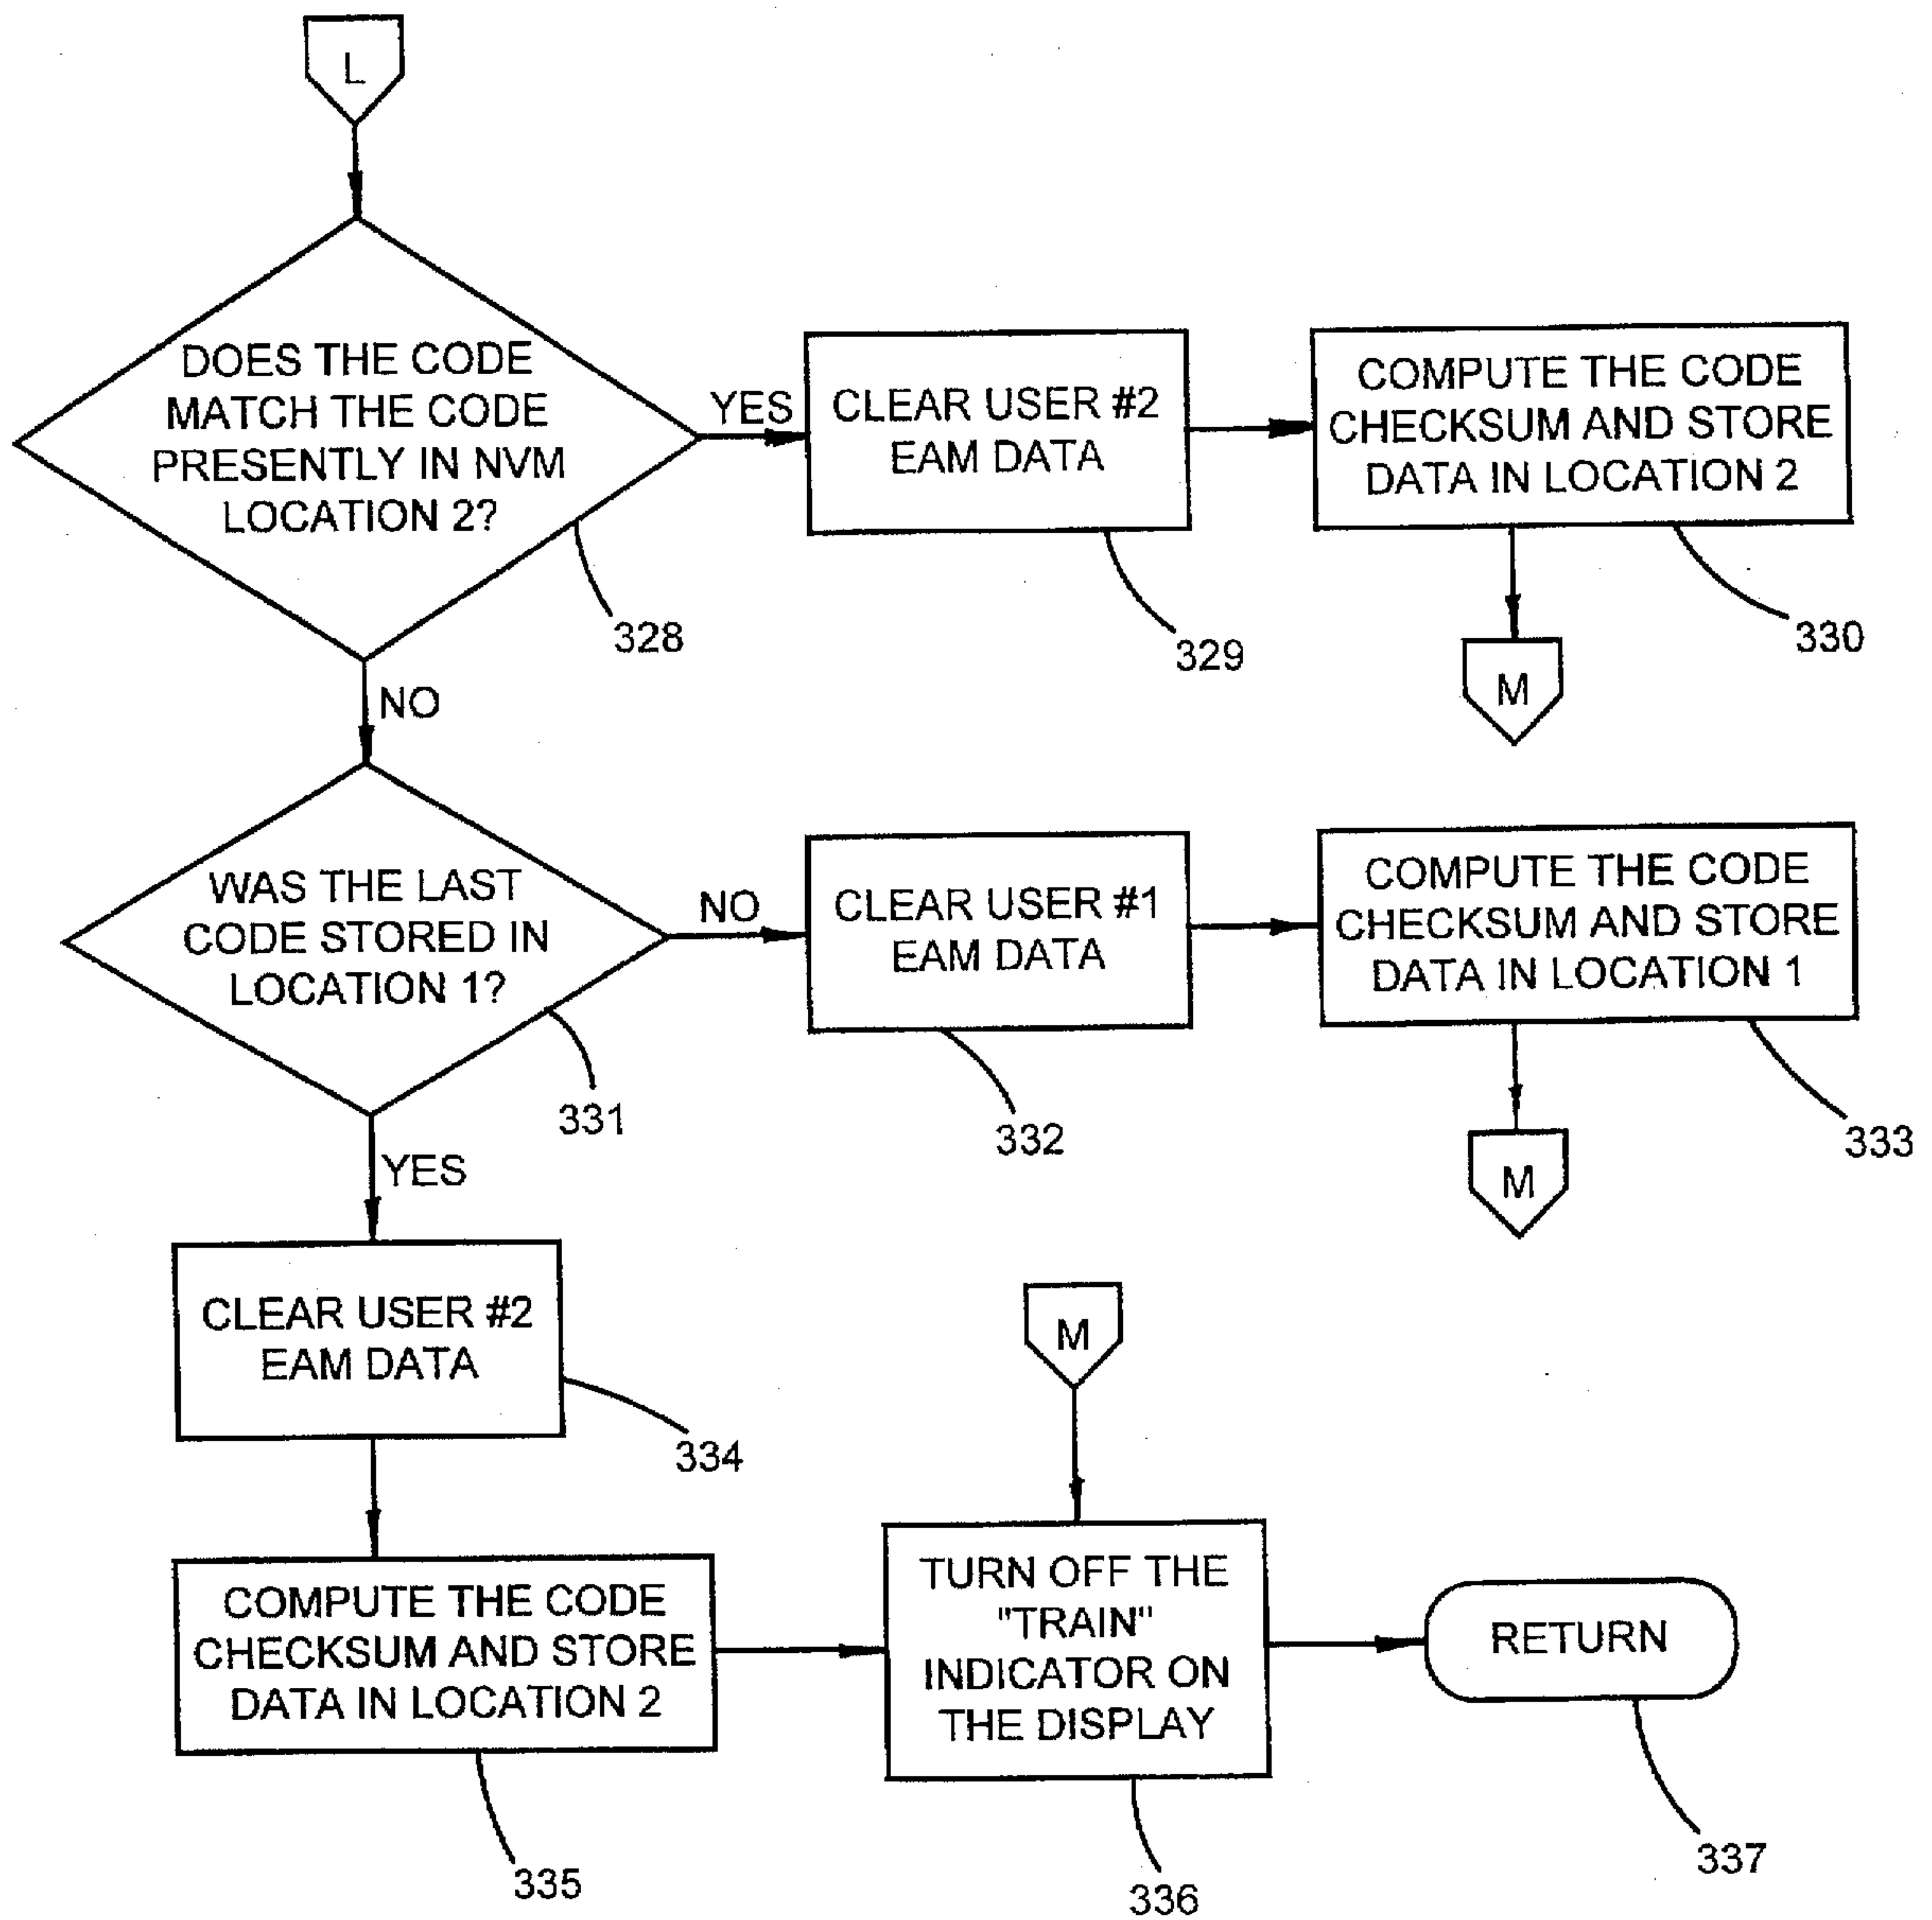 L
DOES THE CODE
MATCH THE CODE
PRESENTLY IN NVM
LOCATION 2?
328
YES
CLEAR USER #2
EAM DATA
329
COMPUTE THE CODE
CHECKSUM AND STORE
DATA IN LOCATION 2
330
M
NO
WAS THE LAST
CODE STORED IN
LOCATION 1?
331
NO
CLEAR USER #1
EAM DATA
332
COMPUTE THE CODE
CHECKSUM AND STORE
DATA IN LOCATION 1
333
M
YES
CLEAR USER #2
EAM DATA
334
COMPUTE THE CODE
CHECKSUM AND STORE
DATA IN LOCATION 2
335
M
TURN OFF THE
"TRAIN"
INDICATOR ON
THE DISPLAY
336
RETURN
337